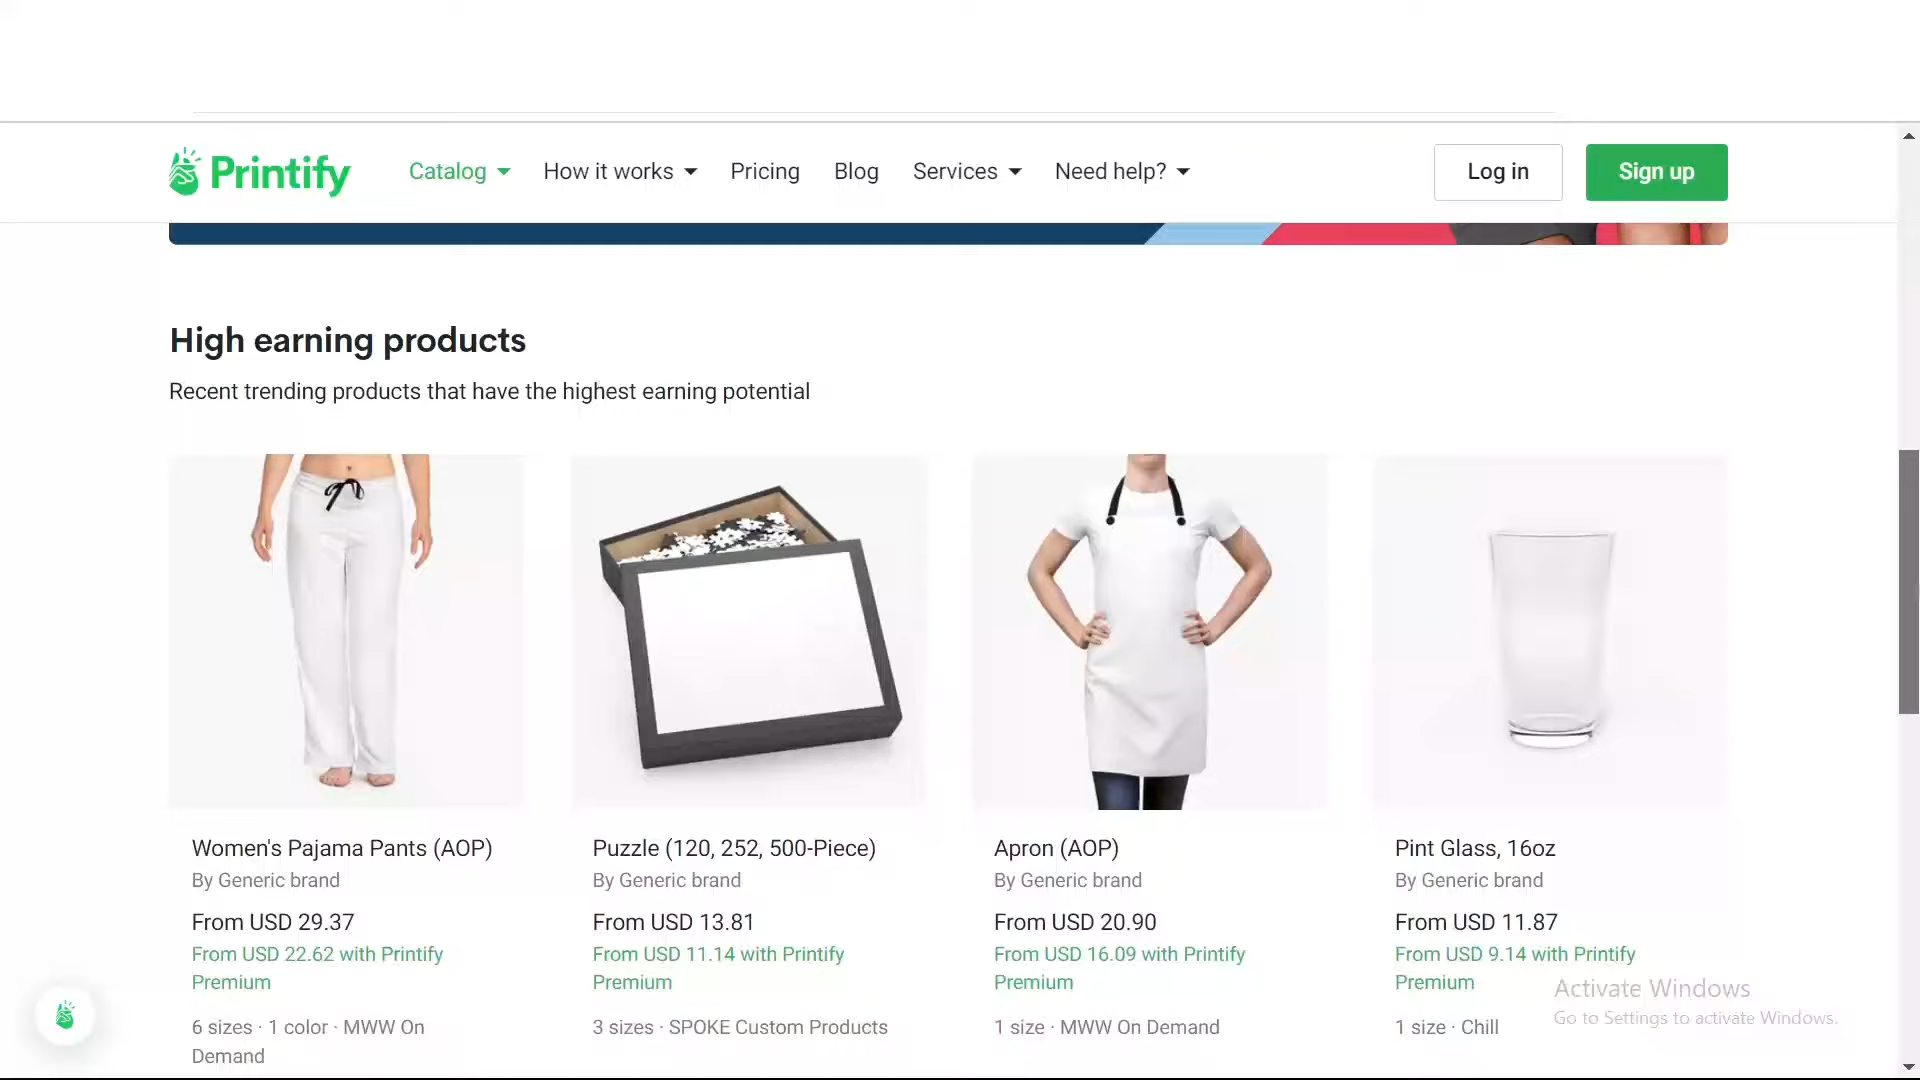 Printify
Catalog
How it works
Pricing
Blog
Services
Need help?
Log in
Sign up
High earning products
Recent trending products that have the highest earning potential
Women's Pajama Pants (AOP)
By Generic brand
From USD 29.37
From USD 22.62 with Printify
Premium
6 sizes · 1 color · MWW On
Demand
Puzzle (120, 252, 500-Piece)
By Generic brand
From USD 13.81
From USD 11.14 with Printify
Premium
3 sizes · SPOKE Custom Products
Apron (AOP)
By Generic brand
From USD 20.90
From USD 16.09 with Printify
Premium
1 size · MWW On Demand
Pint Glass, 16oz
By Generic brand
From USD 11.87
From USD 9.14 with Printify
Premium
1 size · Chill
Activate Windows
Go to Settings to activate Windows.